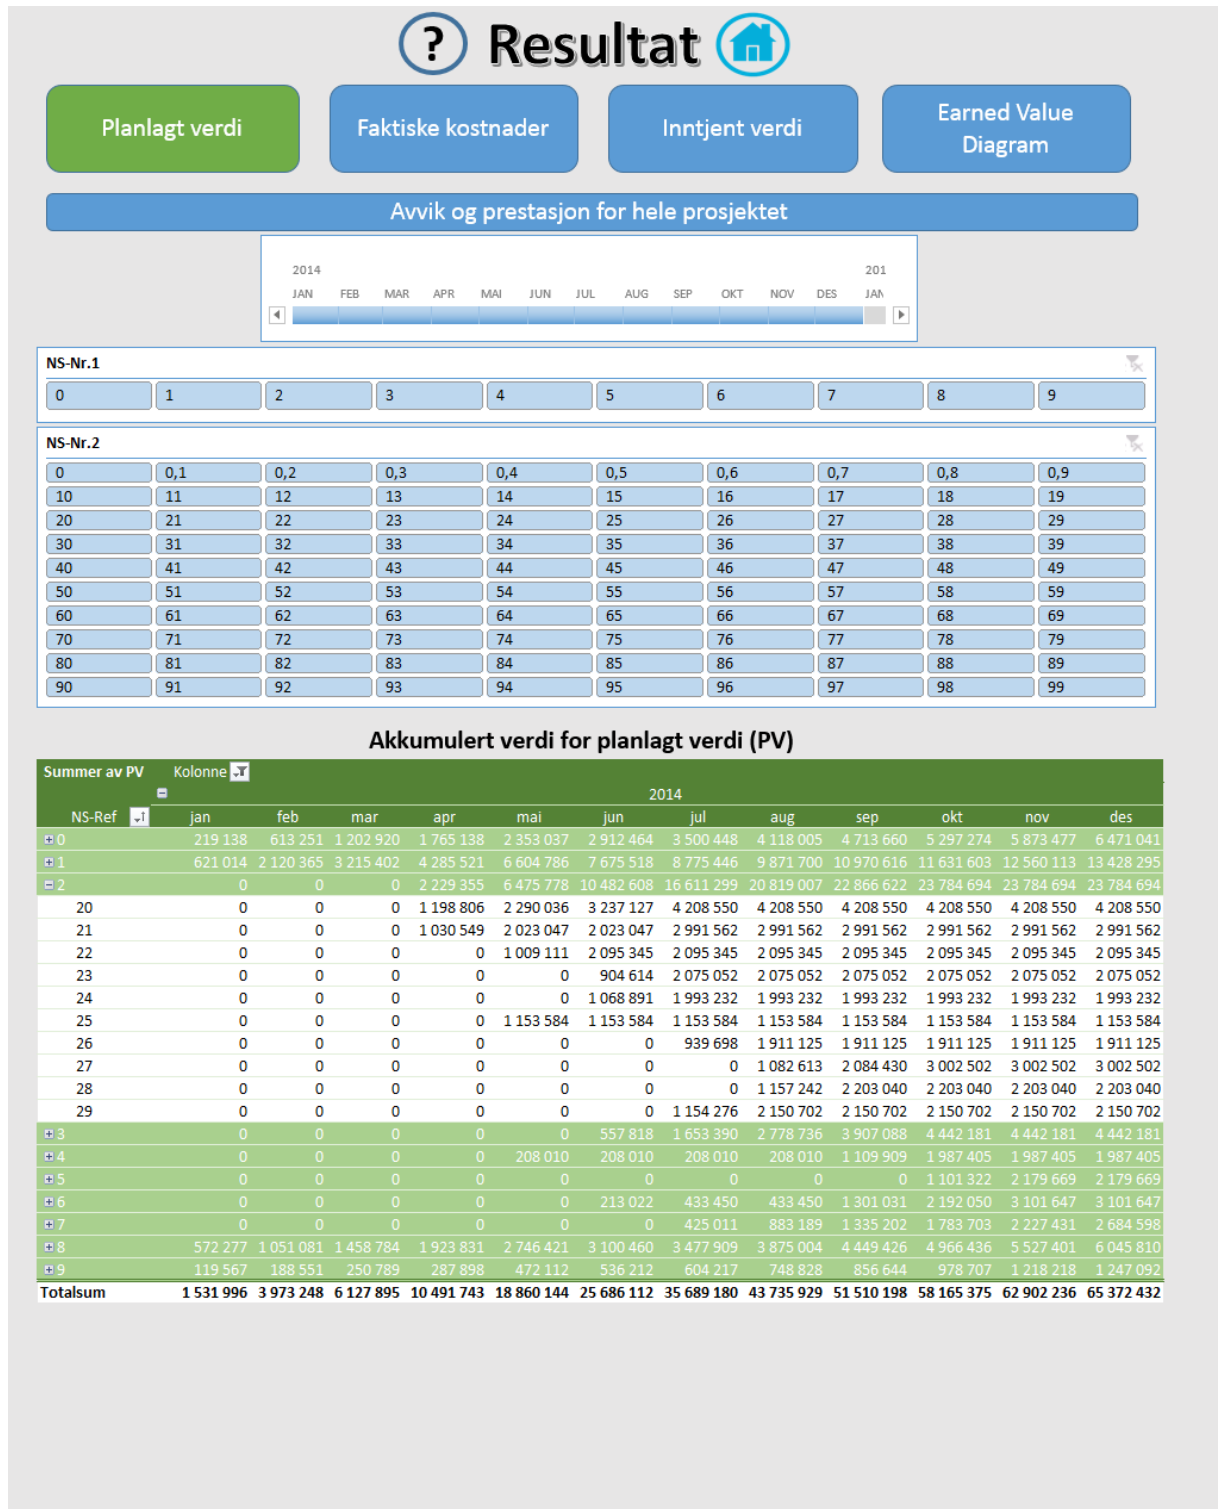 ? Resultat
Planlagt verdi Faktiske kostnader Inntjent verdi Earned Value Diagram
Avvik og prestasjon for hele prosjektet
2014 201
JAN FEB MAR APR MAI JUN JUL AUG SEP OKT NOV DES JAN
NS-Nr.1
0 1 2 3 4 5 6 7 8 9
NS-Nr.2
0 0,1 0,2 0,3 0,4 0,5 0,6 0,7 0,8 0,9
10 11 12 13 14 15 16 17 18 19
20 21 22 23 24 25 26 27 28 29
30 31 32 33 34 35 36 37 38 39
40 41 42 43 44 45 46 47 48 49
50 51 52 53 54 55 56 57 58 59
60 61 62 63 64 65 66 67 68 69
70 71 72 73 74 75 76 77 78 79
80 81 82 83 84 85 86 87 88 89
90 91 92 93 94 95 96 97 98 99
Akkumulert verdi for planlagt verdi (PV)
Summer av PV Kolonne
2014
NS-Ref jan feb mar apr mai jun jul aug sep okt nov des
0 219 138 613 251 1 202 920 1 765 138 2 353 037 2 912 464 3 500 448 4 118 005 4 713 660 5 297 274 5 873 477 6 471 041
1 621 014 2 120 365 3 215 402 4 285 521 6 604 786 7 675 518 8 775 446 9 871 700 10 970 616 11 631 603 12 560 113 13 428 295
2 0 0 0 2 229 355 6 475 778 10 482 608 16 611 299 20 819 007 22 866 622 23 784 694 23 784 694 23 784 694
20 0 0 0 1 198 806 2 290 036 3 237 127 4 208 550 4 208 550 4 208 550 4 208 550 4 208 550 4 208 550
21 0 0 0 1 030 549 2 023 047 2 023 047 2 991 562 2 991 562 2 991 562 2 991 562 2 991 562 2 991 562
22 0 0 0 0 1 009 111 2 095 345 2 095 345 2 095 345 2 095 345 2 095 345 2 095 345 2 095 345
23 0 0 0 0 0 904 614 2 075 052 2 075 052 2 075 052 2 075 052 2 075 052 2 075 052
24 0 0 0 0 0 1 068 891 1 993 232 1 993 232 1 993 232 1 993 232 1 993 232 1 993 232
25 0 0 0 0 1 153 584 1 153 584 1 153 584 1 153 584 1 153 584 1 153 584 1 153 584 1 153 584
26 0 0 0 0 0 0 939 698 1 911 125 1 911 125 1 911 125 1 911 125 1 911 125
27 0 0 0 0 0 0 0 1 082 613 2 084 430 3 002 502 3 002 502 3 002 502
28 0 0 0 0 0 0 0 1 157 242 2 203 040 2 203 040 2 203 040 2 203 040
29 0 0 0 0 0 0 1 154 276 2 150 702 2 150 702 2 150 702 2 150 702 2 150 702
3 0 0 0 0 0 557 818 1 653 390 2 778 736 3 907 088 4 442 181 4 442 181 4 442 181
4 0 0 0 0 208 010 208 010 208 010 208 010 1 109 909 1 987 405 1 987 405 1 987 405
5 0 0 0 0 0 0 0 0 0 1 101 322 2 179 669 2 179 669
6 0 0 0 0 0 213 022 433 450 433 450 1 301 031 2 192 050 3 101 647 3 101 647
7 0 0 0 0 0 0 425 011 883 189 1 335 202 1 783 703 2 227 431 2 684 598
8 572 277 1 051 081 1 458 784 1 923 831 2 746 421 3 100 460 3 477 909 3 875 004 4 449 426 4 966 436 5 527 401 6 045 810
9 119 567 188 551 250 789 287 898 472 112 536 212 604 217 748 828 856 644 978 707 1 218 218 1 247 092
Totalsum 1 531 996 3 973 248 6 127 895 10 491 743 18 860 144 25 686 112 35 689 180 43 735 929 51 510 198 58 165 375 62 902 236 65 372 432